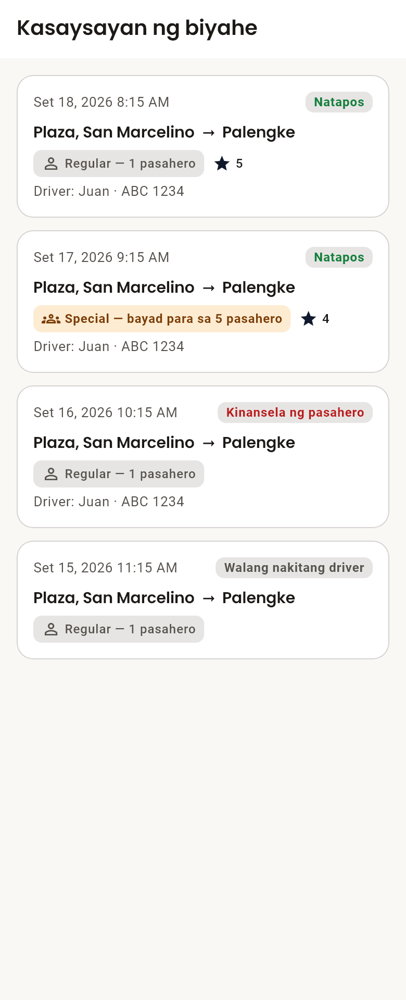 Kasaysayan ng biyahe
Set 18, 2026 8:15 AM
Natapos
Plaza, San Marcelino → Palengke
Regular — 1 pasahero
5
Driver: Juan · ABC 1234
Set 17, 2026 9:15 AM
Natapos
Plaza, San Marcelino → Palengke
Special — bayad para sa 5 pasahero
4
Driver: Juan · ABC 1234
Set 16, 2026 10:15 AM
Kinansela ng pasahero
Plaza, San Marcelino → Palengke
Regular — 1 pasahero
Driver: Juan · ABC 1234
Set 15, 2026 11:15 AM
Walang nakitang driver
Plaza, San Marcelino → Palengke
Regular — 1 pasahero